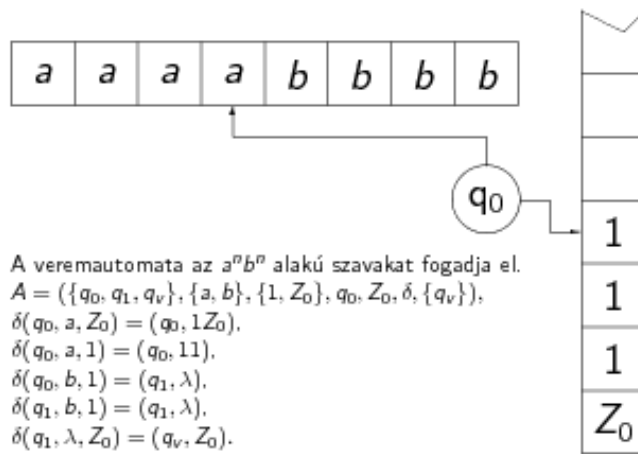 a a a a b b b b
q₀
1
1
1
Z₀
A veremautomata az aⁿbⁿ alakú szavakat fogadja el.
A = ({q₀, q₁, qᵥ}, {a, b}, {1, Z₀}, q₀, Z₀, δ, {qᵥ}),
δ(q₀, a, Z₀) = (q₀, 1Z₀),
δ(q₀, a, 1) = (q₀, 11),
δ(q₀, b, 1) = (q₁, λ),
δ(q₁, b, 1) = (q₁, λ),
δ(q₁, λ, Z₀) = (qᵥ, Z₀).